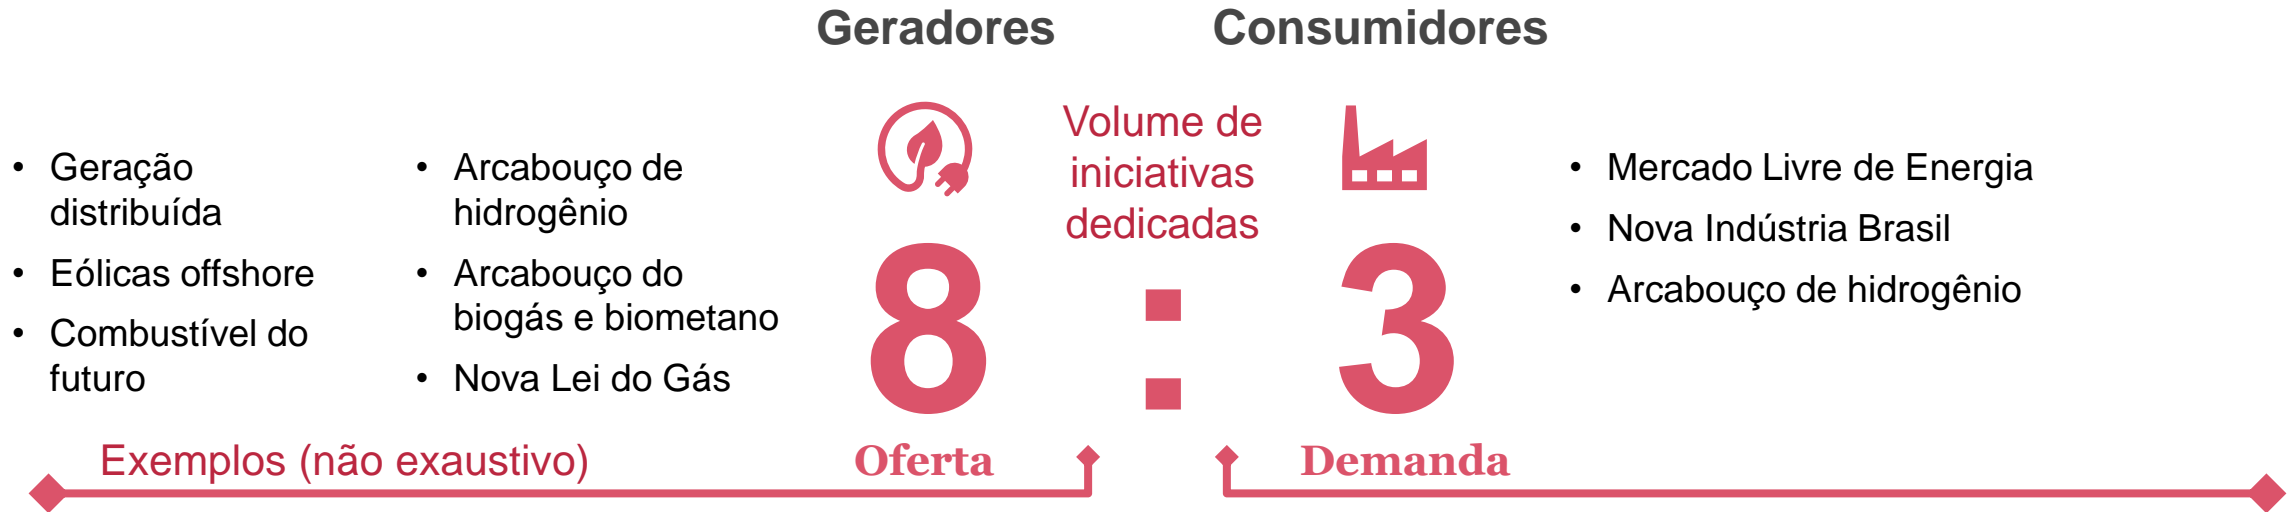 Geradores
Consumidores
• Geração
distribuída
• Eólicas offshore
• Combustível do
futuro
• Arcabouço de
hidrogênio
• Arcabouço do
biogás e biometano
• Nova Lei do Gás
Volume de
iniciativas
dedicadas
8 : 3
• Mercado Livre de Energia
• Nova Indústria Brasil
• Arcabouço de hidrogênio
Exemplos (não exaustivo)
Oferta
Demanda